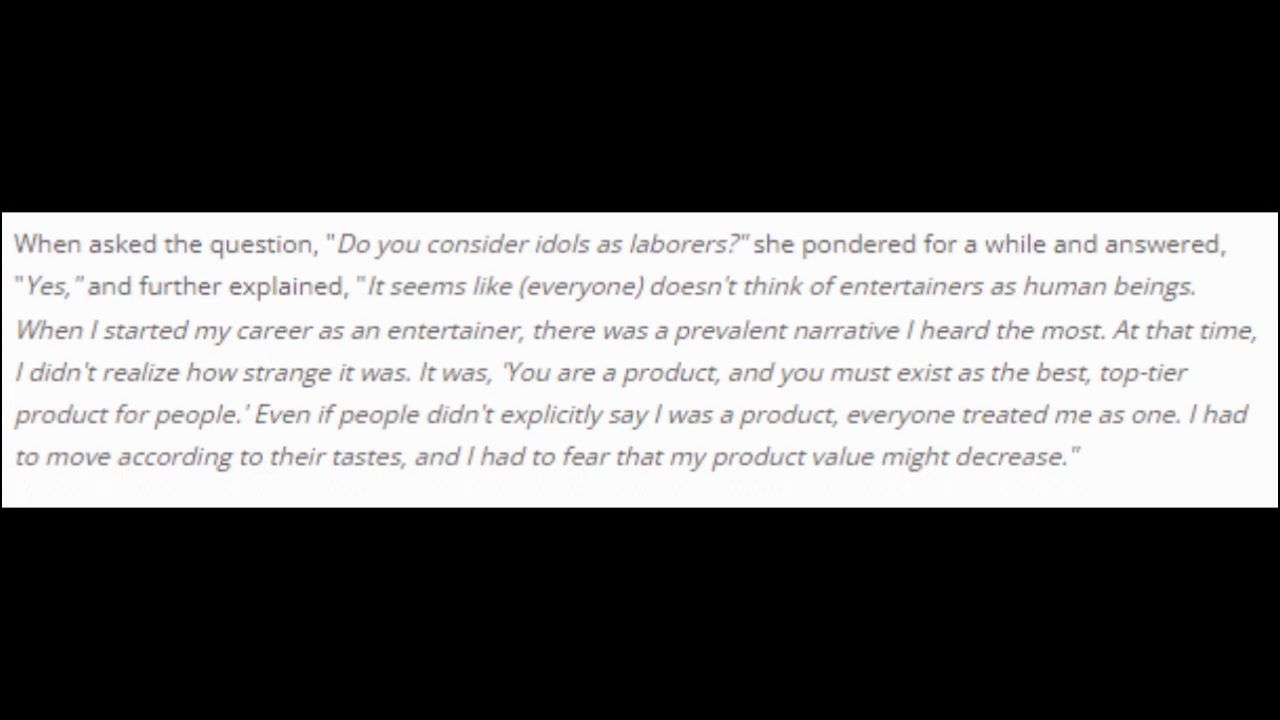 When asked the question, "Do you consider idols as laborers?" she pondered for a while and answered,
"Yes," and further explained, "It seems like (everyone) doesn't think of entertainers as human beings.
When I started my career as an entertainer, there was a prevalent narrative I heard the most. At that time,
I didn't realize how strange it was. It was, 'You are a product, and you must exist as the best, top-tier
product for people.' Even if people didn't explicitly say I was a product, everyone treated me as one. I had
to move according to their tastes, and I had to fear that my product value might decrease."